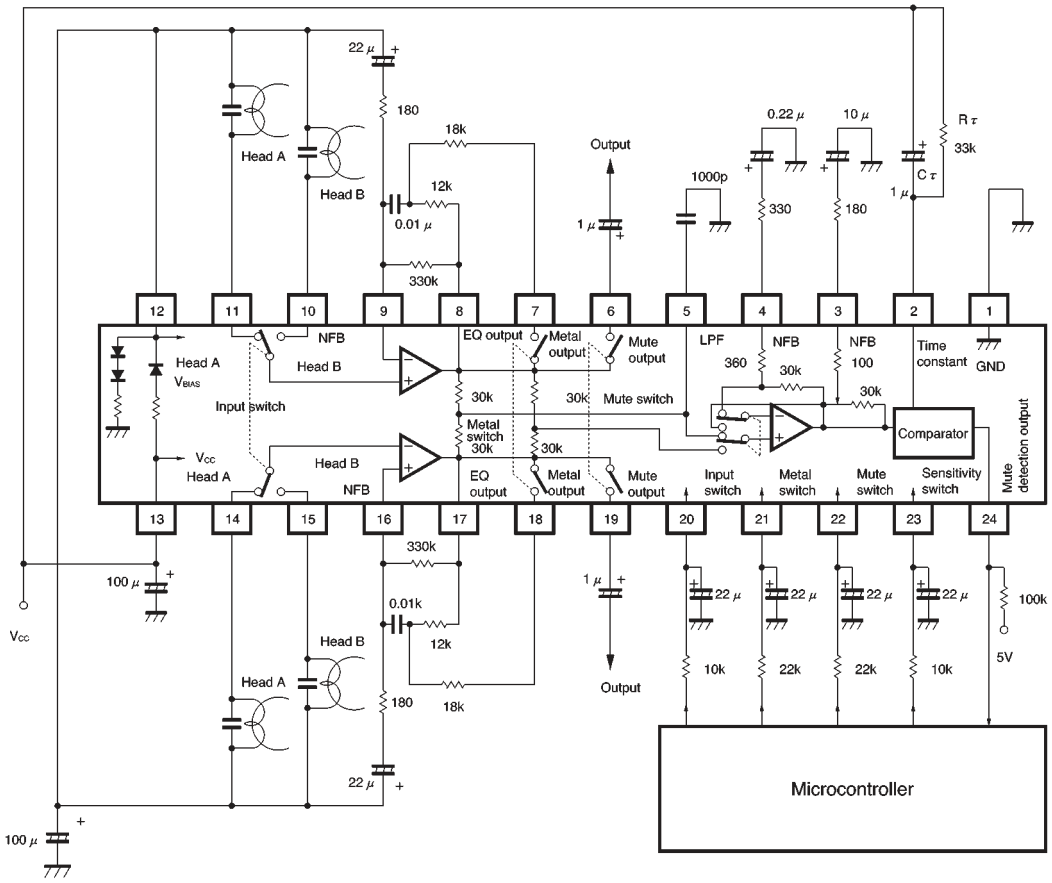 22 μ
+
180
18k
12k
0.01 μ
330k
Head A
Head B
Output
1 μ
+
1000p
0.22 μ
+
330
10 μ
+
180
+
C τ
1 μ
R τ
33k
12
11
10
9
8
7
6
5
4
3
2
1
Head A
VBIAS
NFB
Head B
Input switch
VCC
Head A
Head B
NFB
−
+
−
+
30k
Metal switch
30k
EQ output
EQ output
Metal output
Metal output
30k
30k
Mute output
Mute output
Mute switch
LPF
360
NFB
30k
NFB
100
30k
−
+
Time constant
GND
Comparator
Mute detection output
Input switch
Metal switch
Mute switch
Sensitivity switch
13
14
15
16
17
18
19
20
21
22
23
24
100 μ
+
VCC
330k
0.01k
12k
18k
180
22 μ
+
Head A
Head B
1 μ
+
Output
+
22 μ
+
22 μ
+
22 μ
+
22 μ
100k
5V
10k
22k
22k
10k
Microcontroller
100 μ
+